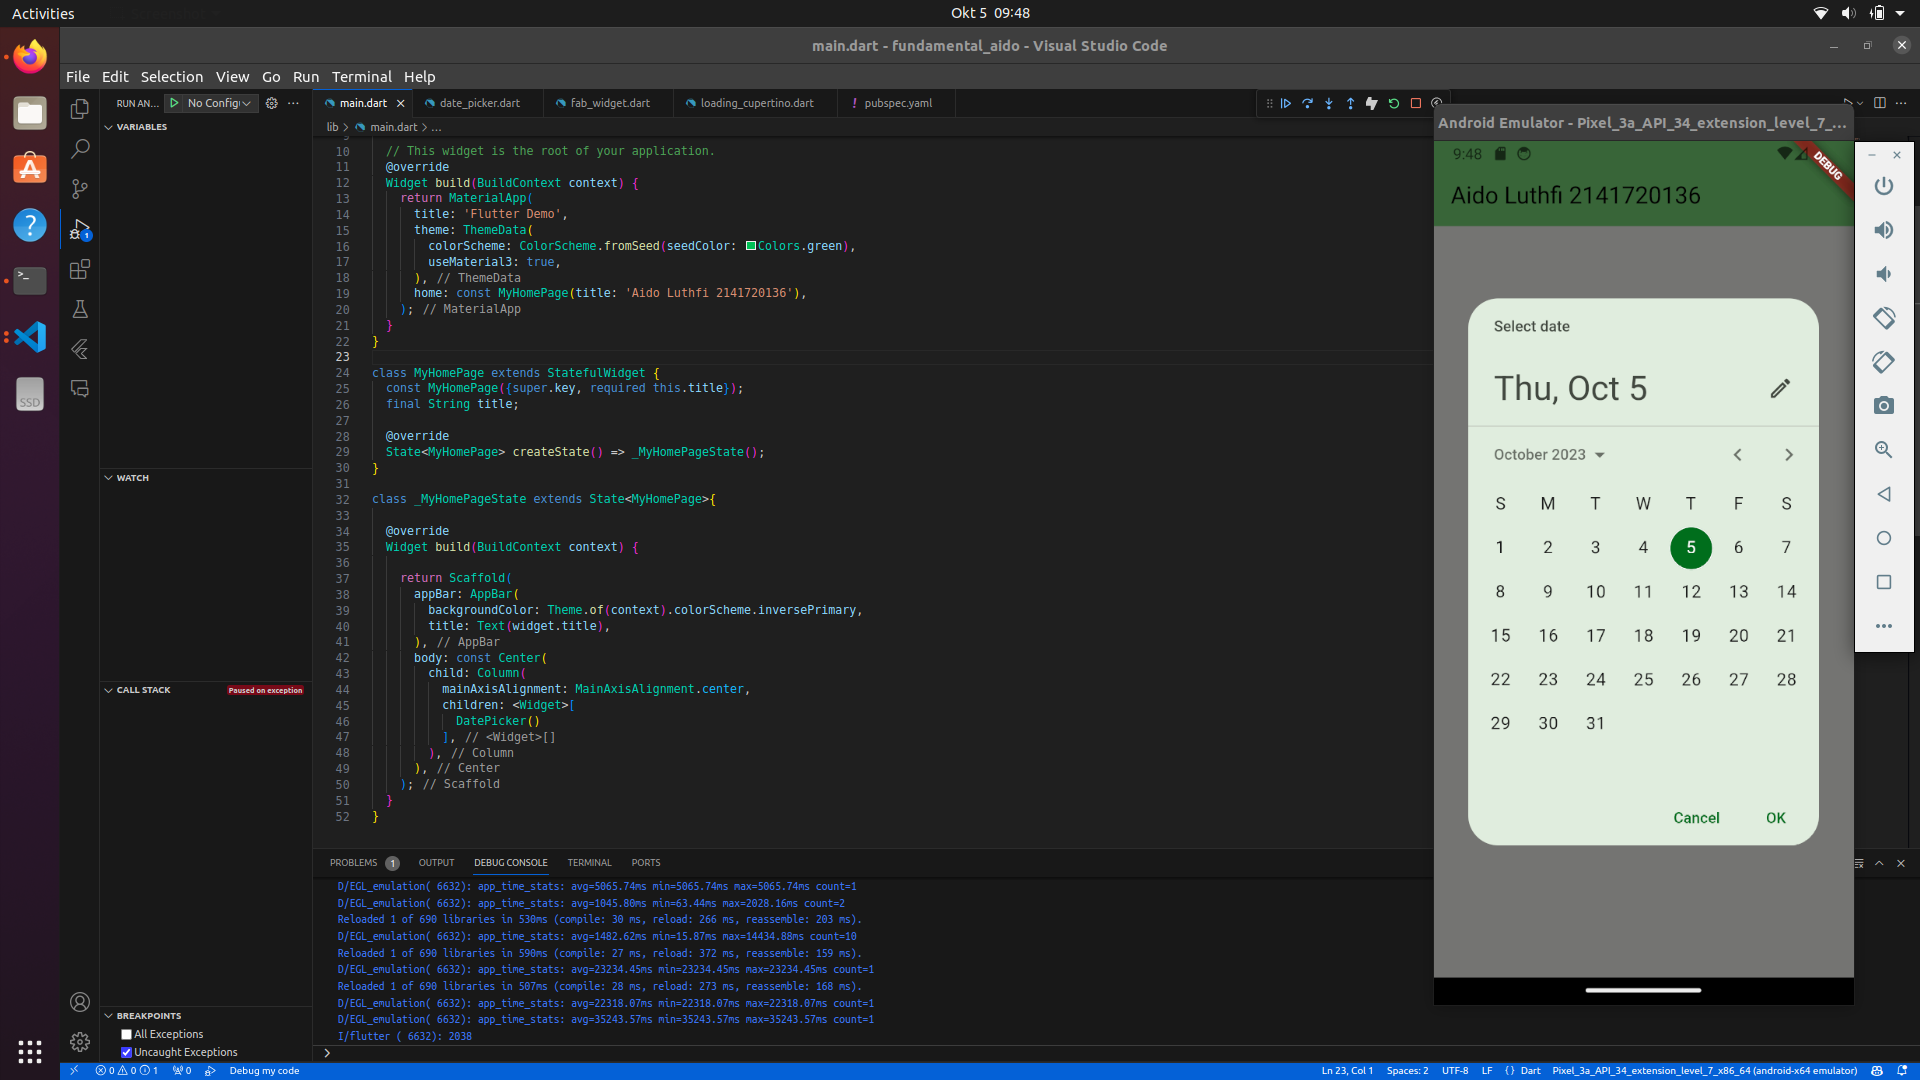 Activities
Okt 5 09:48
main.dart - fundamental_aido - Visual Studio Code
File Edit Selection View Go Run Terminal Help
RUN AN... No Configu
main.dart date_picker.dart fab_widget.dart loading_cupertino.dart ! pubspec.yaml
lib > main.dart > ...
VARIABLES
WATCH
CALL STACK Paused on exception
BREAKPOINTS
All Exceptions
Uncaught Exceptions
SSD
10 // This widget is the root of your application.
11 @override
12 Widget build(BuildContext context) {
13 return MaterialApp(
14 title: 'Flutter Demo',
15 theme: ThemeData(
16 colorScheme: ColorScheme.fromSeed(seedColor: Colors.green),
17 useMaterial3: true,
18 ), // ThemeData
19 home: const MyHomePage(title: 'Aido Luthfi 2141720136'),
20 ); // MaterialApp
21 }
22 }
23
24 class MyHomePage extends StatefulWidget {
25 const MyHomePage({super.key, required this.title});
26 final String title;
27
28 @override
29 State<MyHomePage> createState() => _MyHomePageState();
30 }
31
32 class _MyHomePageState extends State<MyHomePage>{
33
34 @override
35 Widget build(BuildContext context) {
36
37 return Scaffold(
38 appBar: AppBar(
39 backgroundColor: Theme.of(context).colorScheme.inversePrimary,
40 title: Text(widget.title),
41 ), // AppBar
42 body: const Center(
43 child: Column(
44 mainAxisAlignment: MainAxisAlignment.center,
45 children: <Widget>[
46 DatePicker()
47 ], // <Widget>[]
48 ), // Column
49 ), // Center
50 ); // Scaffold
51 }
52 }
PROBLEMS 1 OUTPUT DEBUG CONSOLE TERMINAL PORTS
D/EGL_emulation( 6632): app_time_stats: avg=5065.74ms min=5065.74ms max=5065.74ms count=1
D/EGL_emulation( 6632): app_time_stats: avg=1045.80ms min=63.44ms max=2028.16ms count=2
Reloaded 1 of 690 libraries in 530ms (compile: 30 ms, reload: 266 ms, reassemble: 203 ms).
D/EGL_emulation( 6632): app_time_stats: avg=1482.62ms min=15.87ms max=14434.88ms count=10
Reloaded 1 of 690 libraries in 590ms (compile: 27 ms, reload: 372 ms, reassemble: 159 ms).
D/EGL_emulation( 6632): app_time_stats: avg=23234.45ms min=23234.45ms max=23234.45ms count=1
Reloaded 1 of 690 libraries in 507ms (compile: 28 ms, reload: 273 ms, reassemble: 168 ms).
D/EGL_emulation( 6632): app_time_stats: avg=22318.07ms min=22318.07ms max=22318.07ms count=1
D/EGL_emulation( 6632): app_time_stats: avg=35243.57ms min=35243.57ms max=35243.57ms count=1
I/flutter ( 6632): 2038
>
Android Emulator - Pixel_3a_API_34_extension_level_7_...
9:48
DEBUG
Aido Luthfi 2141720136
Select date
Thu, Oct 5
October 2023
S M T W T F S
1 2 3 4 5 6 7
8 9 10 11 12 13 14
15 16 17 18 19 20 21
22 23 24 25 26 27 28
29 30 31
Cancel OK
0 0 1 0 Debug my code Ln 23, Col 1 Spaces: 2 UTF-8 LF {} Dart Pixel_3a_API_34_extension_level_7_x86_64 (android-x64 emulator)